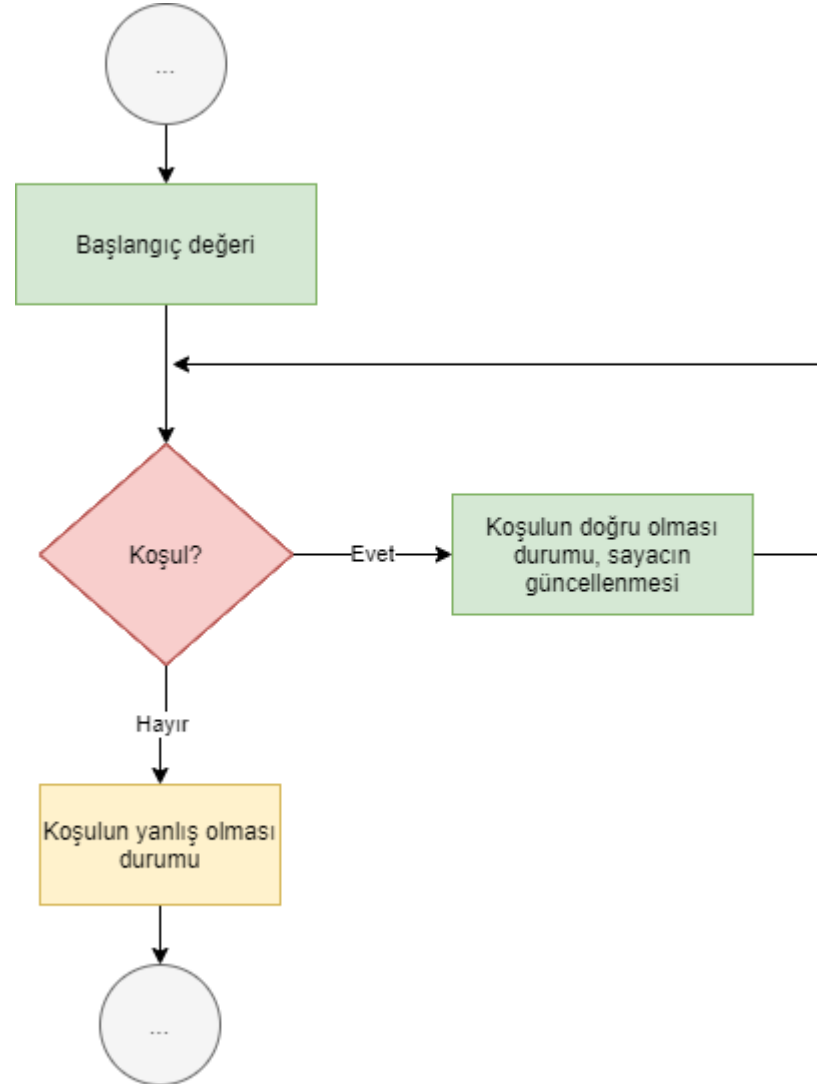 ...
Başlangıç değeri
Koşul?
Evet
Koşulun doğru olması
durumu, sayacın
güncellenmesi
Hayır
Koşulun yanlış olması
durumu
...